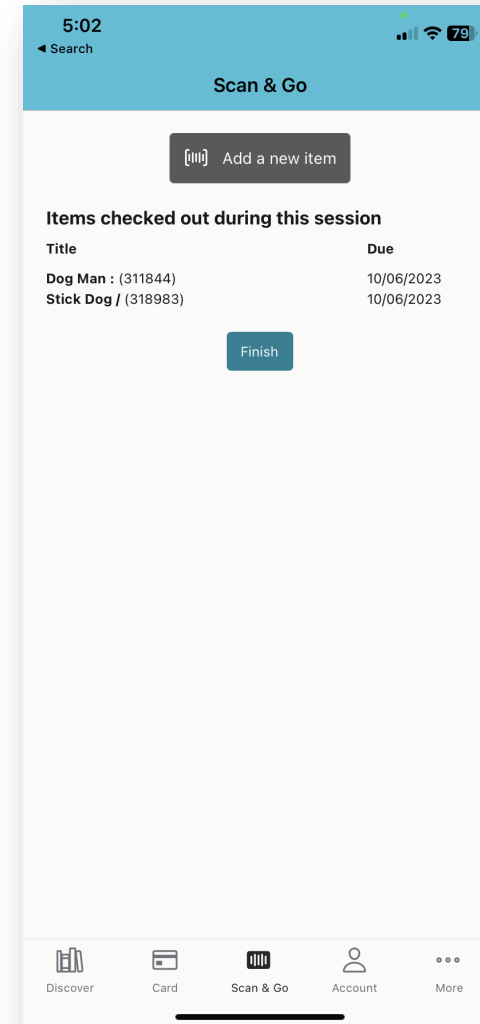 5:02
79
◀ Search
Scan & Go
Add a new item
Items checked out during this session
Title Due
Dog Man : (311844) 10/06/2023
Stick Dog / (318983) 10/06/2023
Finish
Discover Card Scan & Go Account More